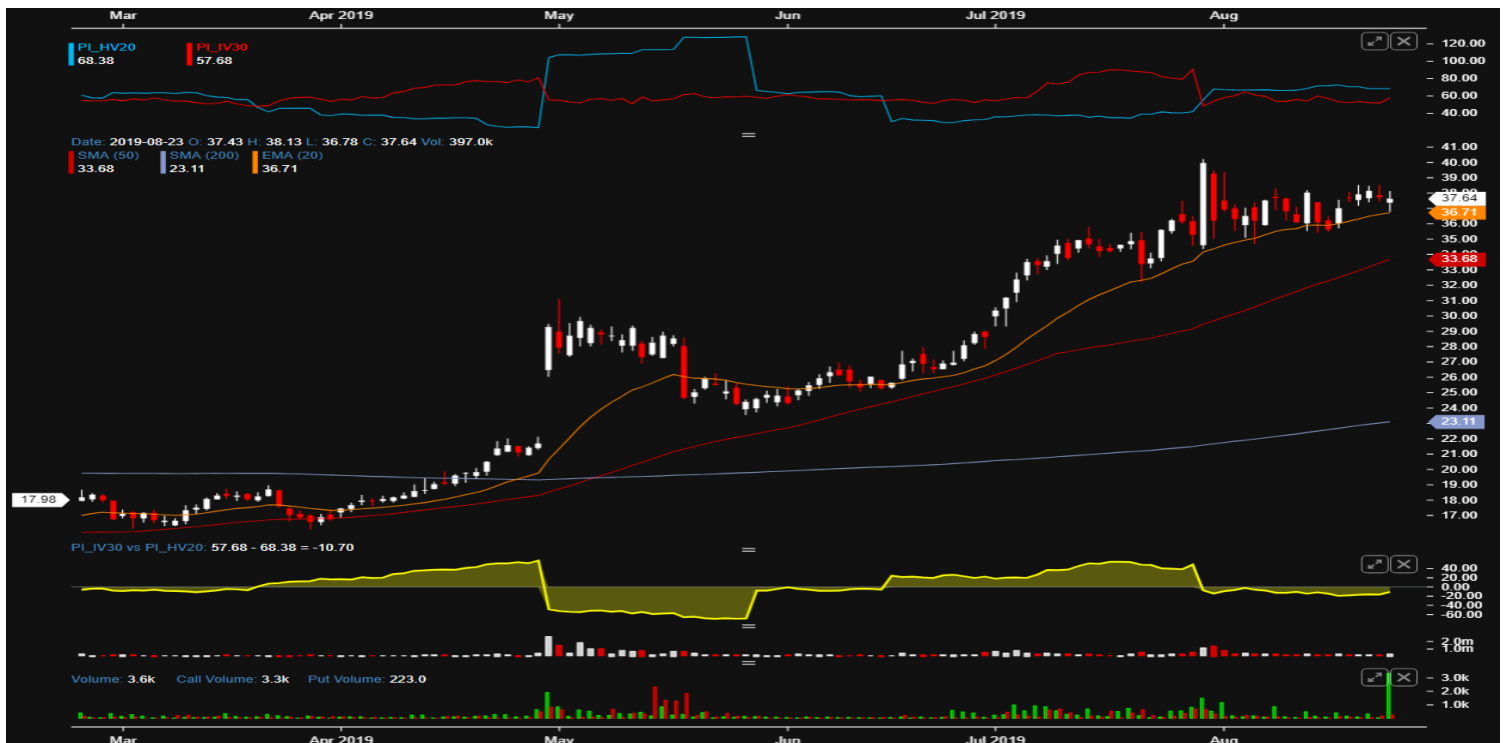 Mar Apr 2019 May Jun Jul 2019 Aug
PI_HV20 PI_IV30
68.38 57.68
120.00
100.00
80.00
60.00
40.00
Date: 2019-08-23 O: 37.43 H: 38.13 L: 36.78 C: 37.64 Vol: 397.0k
SMA (50) SMA (200) EMA (20)
33.68 23.11 36.71
41.00
40.00
39.00
37.64
36.71
36.00
35.00
33.68
33.00
32.00
31.00
30.00
29.00
28.00
27.00
26.00
25.00
24.00
23.11
22.00
21.00
20.00
19.00
18.00
17.00
17.98
PI_IV30 vs PI_HV20: 57.68 - 68.38 = -10.70
40.00
20.00
0.00
-20.00
-40.00
-60.00
2.0m
1.0m
Volume: 3.6k Call Volume: 3.3k Put Volume: 223.0
3.0k
2.0k
1.0k
Mar Apr 2019 May Jun Jul 2019 Aug